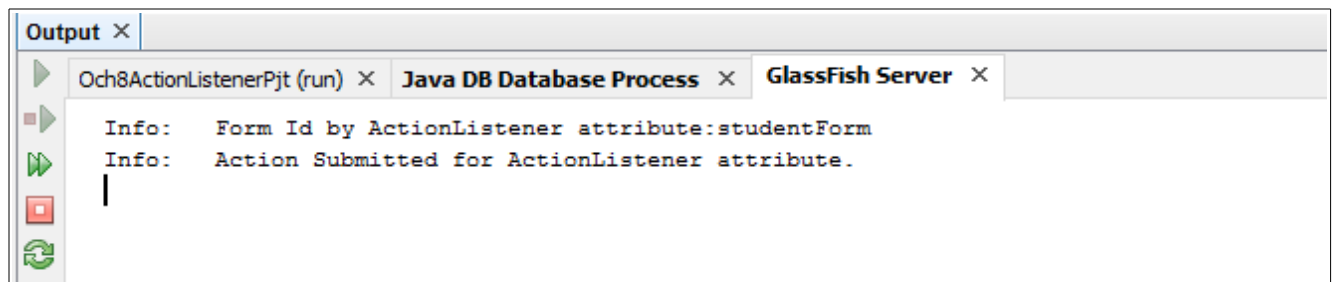 Output ×
Och8ActionListenerPjt (run) × Java DB Database Process × GlassFish Server ×
Info: Form Id by ActionListener attribute:studentForm
Info: Action Submitted for ActionListener attribute.